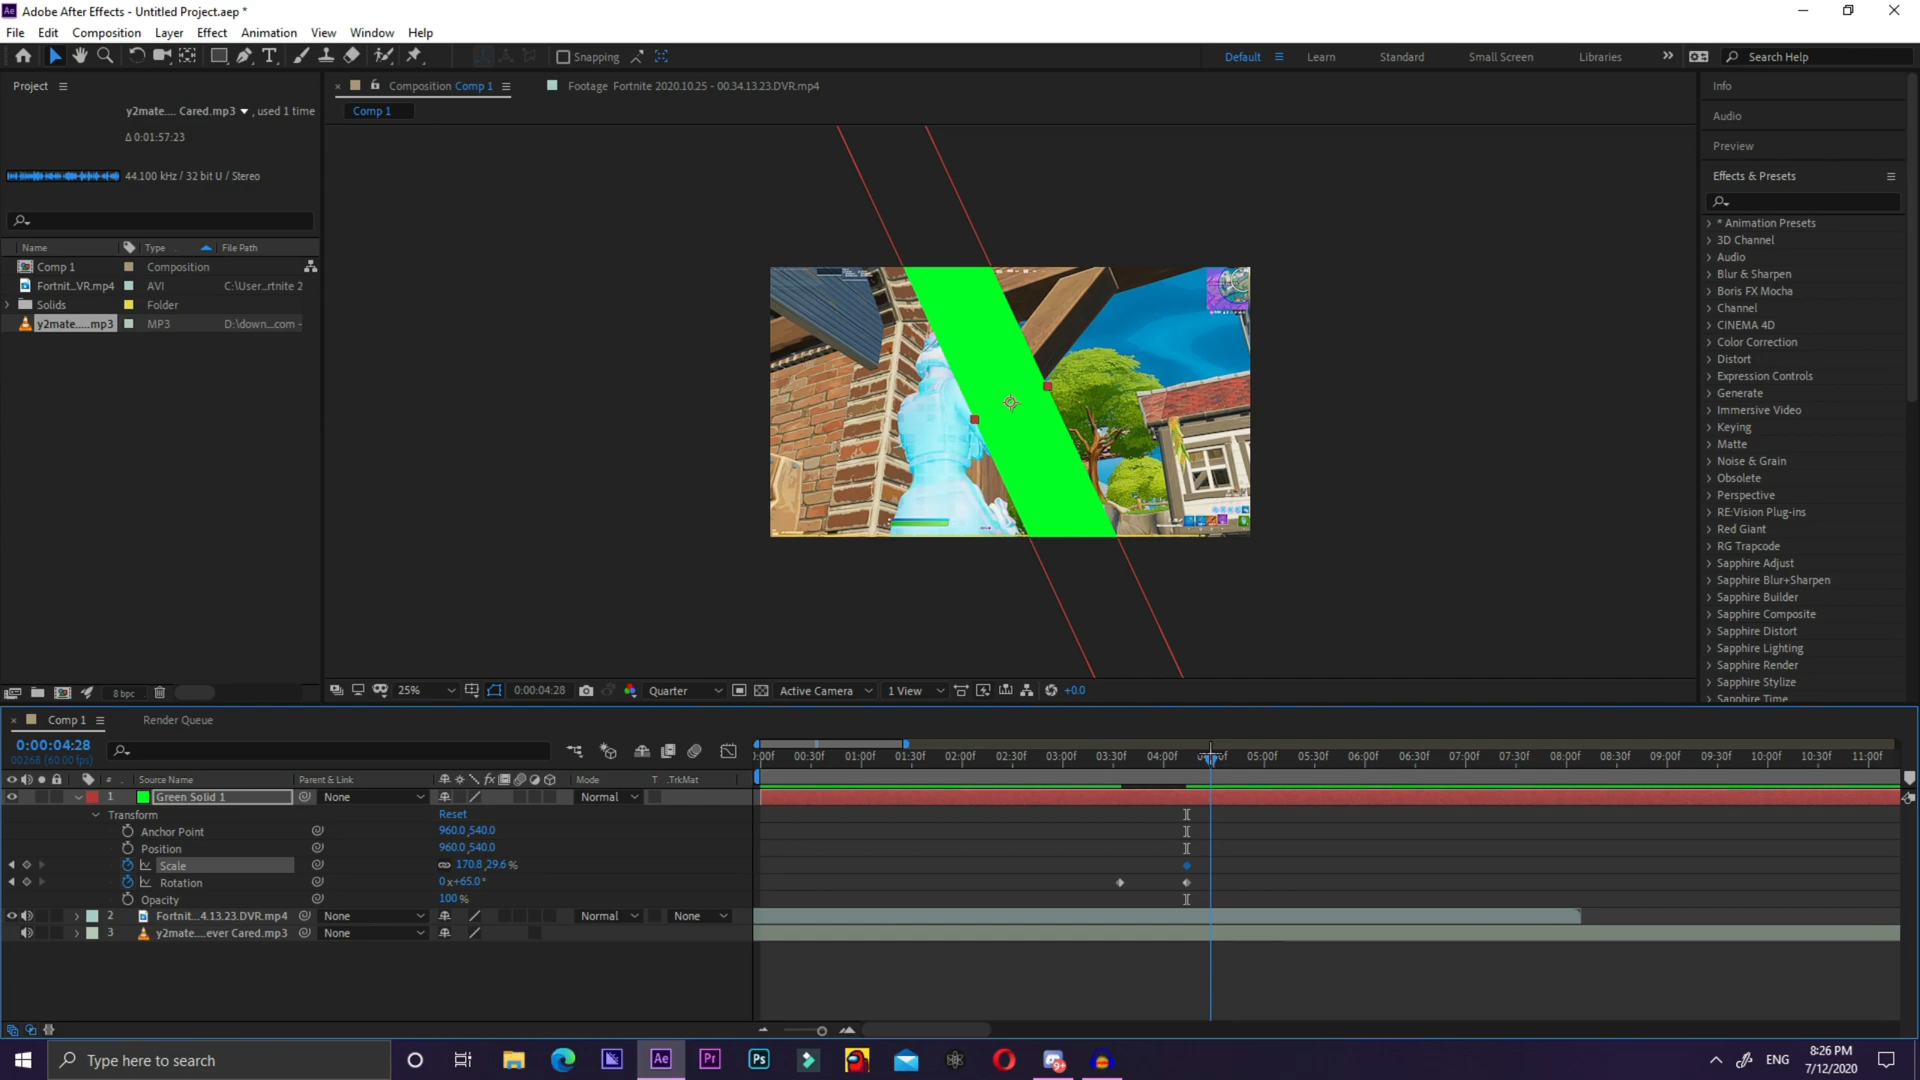 Adobe After Effects - Untitled Project.aep *
File Edit Composition Layer Effect Animation View Window Help
Snapping
Default Learn Standard Small Screen Libraries Search Help
Project
y2mate.... Cared.mp3 , used 1 time
Δ 0:01:57:23
44.100 kHz / 32 bit U / Stereo
Name Type File Path
Comp 1 Composition
Fortnit...VR.mp4 AVI C:\User...rtnite 2
Solids Folder
y2mate.....mp3 MP3 D:\down...com -
8 bpc
Composition Comp 1
Footage Fortnite 2020.10.25 - 00.34.13.23.DVR.mp4
Comp 1
25% 0:00:04:28 Quarter Active Camera 1 View +0.0
Info
Audio
Preview
Effects & Presets
* Animation Presets
3D Channel
Audio
Blur & Sharpen
Boris FX Mocha
Channel
CINEMA 4D
Color Correction
Distort
Expression Controls
Generate
Immersive Video
Keying
Matte
Noise & Grain
Obsolete
Perspective
RE:Vision Plug-ins
Red Giant
RG Trapcode
Sapphire Adjust
Sapphire Blur+Sharpen
Sapphire Builder
Sapphire Composite
Sapphire Distort
Sapphire Lighting
Sapphire Render
Sapphire Stylize
Sapphire Time
Comp 1 Render Queue
0:00:04:28
00268 (60.00 fps)
:00f 00:30f 01:00f 01:30f 02:00f 02:30f 03:00f 03:30f 04:00f 05:00f 05:30f 06:00f 06:30f 07:00f 07:30f 08:00f 08:30f 09:00f 09:30f 10:00f 10:30f 11:00f
# Source Name Parent & Link Mode T .TrkMat
1 Green Solid 1 None Normal
Transform Reset
Anchor Point 960.0,540.0
Position 960.0,540.0
Scale 170.8,29.6 %
Rotation 0 x+65.0 °
Opacity 100 %
2 Fortnit...4.13.23.DVR.mp4 None Normal None
3 y2mate....ever Cared.mp3 None
Type here to search
Ae Pr Ps
9+
ENG
8:26 PM
7/12/2020